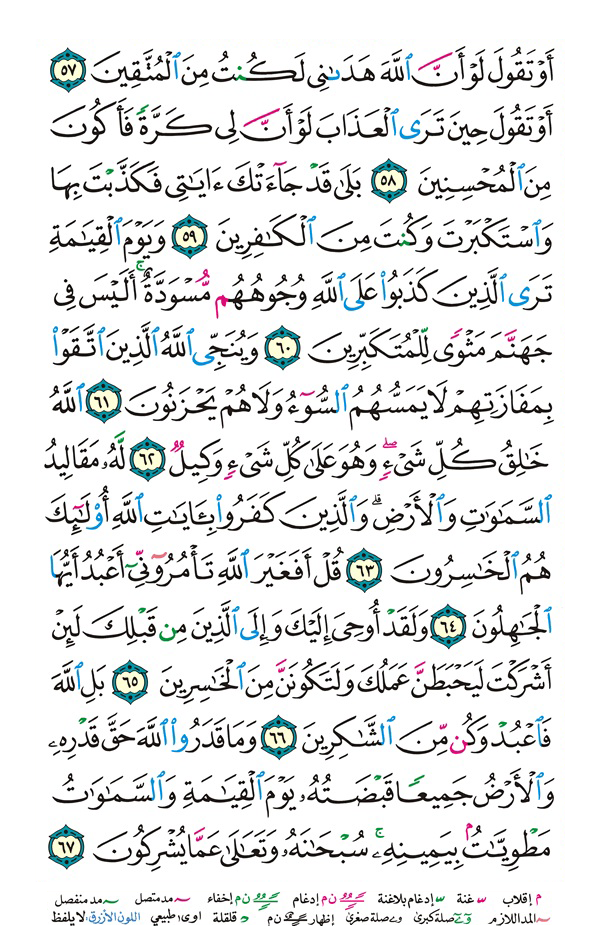 أَوْ تَقُولَ لَوْ أَنَّ ٱللَّهَ هَدَىٰنِى لَكُنتُ مِنَ ٱلْمُتَّقِينَ ٥٧
أَوْ تَقُولَ حِينَ تَرَى ٱلْعَذَابَ لَوْ أَنَّ لِى كَرَّةً فَأَكُونَ
مِنَ ٱلْمُحْسِنِينَ ٥٨ بَلَىٰ قَدْ جَآءَتْكَ ءَايَٰتِى فَكَذَّبْتَ بِهَا
وَٱسْتَكْبَرْتَ وَكُنتَ مِنَ ٱلْكَٰفِرِينَ ٥٩ وَيَوْمَ ٱلْقِيَٰمَةِ
تَرَى ٱلَّذِينَ كَذَبُوا۟ عَلَى ٱللَّهِ وُجُوهُهُم مُّسْوَدَّةٌ ۚ أَلَيْسَ فِى
جَهَنَّمَ مَثْوًى لِّلْمُتَكَبِّرِينَ ٦٠ وَيُنَجِّى ٱللَّهُ ٱلَّذِينَ ٱتَّقَوْا۟
بِمَفَازَتِهِمْ لَا يَمَسُّهُمُ ٱلسُّوٓءُ وَلَا هُمْ يَحْزَنُونَ ٦١ ٱللَّهُ
خَٰلِقُ كُلِّ شَىْءٍ ۖ وَهُوَ عَلَىٰ كُلِّ شَىْءٍ وَكِيلٌ ٦٢ لَّهُۥ مَقَالِيدُ
ٱلسَّمَٰوَٰتِ وَٱلْأَرْضِ ۗ وَٱلَّذِينَ كَفَرُوا۟ بِـَٔايَٰتِ ٱللَّهِ أُو۟لَٰٓئِكَ
هُمُ ٱلْخَٰسِرُونَ ٦٣ قُلْ أَفَغَيْرَ ٱللَّهِ تَأْمُرُوٓنِّىٓ أَعْبُدُ أَيُّهَا
ٱلْجَٰهِلُونَ ٦٤ وَلَقَدْ أُوحِىَ إِلَيْكَ وَإِلَى ٱلَّذِينَ مِن قَبْلِكَ لَئِنْ
أَشْرَكْتَ لَيَحْبَطَنَّ عَمَلُكَ وَلَتَكُونَنَّ مِنَ ٱلْخَٰسِرِينَ ٦٥ بَلِ ٱللَّهَ
فَٱعْبُدْ وَكُن مِّنَ ٱلشَّٰكِرِينَ ٦٦ وَمَا قَدَرُوا۟ ٱللَّهَ حَقَّ قَدْرِهِۦ
وَٱلْأَرْضُ جَمِيعًا قَبْضَتُهُۥ يَوْمَ ٱلْقِيَٰمَةِ وَٱلسَّمَٰوَٰتُ
مَطْوِيَّٰتٌۢ بِيَمِينِهِۦ ۚ سُبْحَٰنَهُۥ وَتَعَٰلَىٰ عَمَّا يُشْرِكُونَ ٦٧
م إقلاب غنة إدغام بلاغنة ن م إدغام ن م إخفاء مد متصل مد منفصل
المد اللازم صلة كبرى صلة صغرى إظهار ن م قلقلة اوى؛ طبيعي اللون الأزرق: لا يلفظ